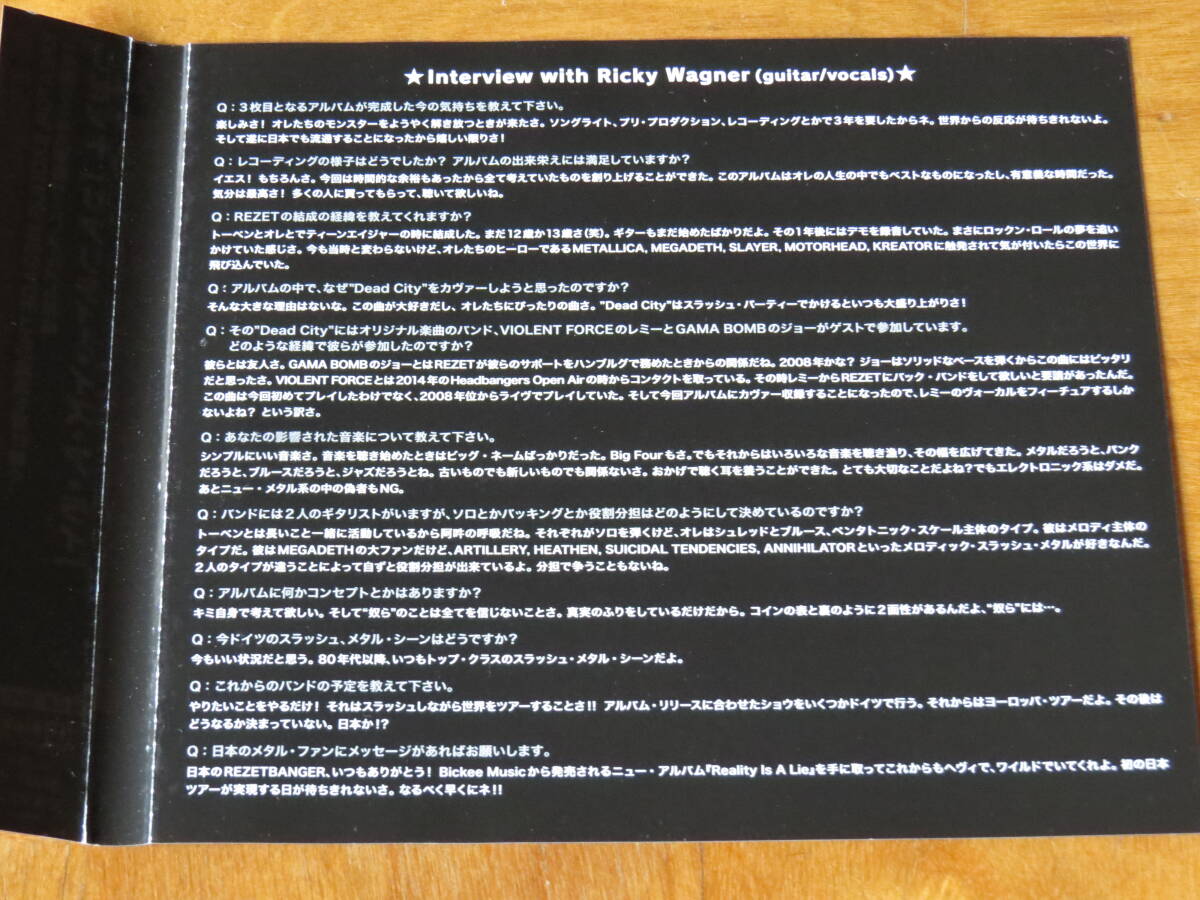 ★Interview with Ricky Wagner (guitar/vocals)★
Q：3枚目となるアルバムが完成した今の気持ちを教えて下さい。
楽しみさ！ オレたちのモンスターをようやく解き放つときが来たさ。ソングライト、プリ・プロダクション、レコーディングとかで3年を要したからネ。世界からの反応が待ちきれないよ。
そして遂に日本でも流通することになったから嬉しい限りさ！
Q：レコーディングの様子はどうでしたか？ アルバムの出来栄えには満足していますか？
イエス！ もちろんさ。今回は時間的な余裕もあったから全て考えていたものを創り上げることができた。このアルバムはオレの人生の中でもベストなものになったし、有意義な時間だった。
気分は最高さ！ 多くの人に買ってもらって、聴いて欲しいね。
Q：REZETの結成の経緯を教えてくれますか？
トーベンとオレとでティーンエイジャーの時に結成した。まだ12歳か13歳さ(笑)。ギターもまだ始めたばかりだよ。その1年後にはデモを録音していた。まさにロックン・ロールの夢を追い
かけていた感じさ。今も当時と変わらないけど、オレたちのヒーローであるMETALLICA, MEGADETH, SLAYER, MOTORHEAD, KREATORに触発されて気が付いたらこの世界に
飛び込んでいた。
Q：アルバムの中で、なぜ"Dead City"をカヴァーしようと思ったのですか？
そんな大きな理由はないな。この曲が大好きだし、オレたちにぴったりの曲さ。"Dead City"はスラッシュ・パーティーでかけるといつも大盛り上がりさ！
Q：その"Dead City"にはオリジナル楽曲のバンド、VIOLENT FORCEのレミーとGAMA BOMBのジョーがゲストで参加しています。
どのような経緯で彼らが参加したのですか？
彼らとは友人さ。GAMA BOMBのジョーとはREZETが彼らのサポートをハンブルグで務めたときからの関係だね。2008年かな？ ジョーはソリッドなベースを弾くからこの曲にはピッタリ
だと思ったさ。VIOLENT FORCEとは2014年のHeadbangers Open Airの時からコンタクトを取っている。その時レミーからREZETにバック・バンドをして欲しいと要請があったんだ。
この曲は今回初めてプレイしたわけでなく、2008年位からライヴでプレイしていた。そして今回アルバムにカヴァー収録することになったので、レミーのヴォーカルをフィーチュアするしか
ないよね？ という訳さ。
Q：あなたの影響された音楽について教えて下さい。
シンプルにいい音楽さ。音楽を聴き始めたときはビッグ・ネームばっかりだった。Big Fourもさ。でもそれからはいろいろな音楽を聴き漁り、その幅を広げてきた。メタルだろうと、パンク
だろうと、ブルースだろうと、ジャズだろうとね。古いものでも新しいものでも関係ないさ。おかげで聴く耳を養うことができた。とても大切なことだよね？でもエレクトロニック系はダメだ。
あとニュー・メタル系の中の偽者もNG。
Q：バンドには2人のギタリストがいますが、ソロとかバッキングとか役割分担はどのようにして決めているのですか？
トーベンとは長いこと一緒に活動しているから阿吽の呼吸だね。それぞれがソロを弾くけど、オレはシュレッドとブルース、ペンタトニック・スケール主体のタイプ。彼はメロディ主体の
タイプだ。彼はMEGADETHの大ファンだけど、ARTILLERY, HEATHEN, SUICIDAL TENDENCIES, ANNIHILATORといったメロディック・スラッシュ・メタルが好きなんだ。
2人のタイプが違うことによって自ずと役割分担が出来ているよ。分担で争うこともないね。
Q：アルバムに何かコンセプトとかはありますか？
キミ自身で考えて欲しい。そして"奴ら"のことは全てを信じないことさ。真実のふりをしているだけだから。コインの表と裏のように2面性があるんだよ、"奴ら"には…。
Q：今ドイツのスラッシュ、メタル・シーンはどうですか？
今もいい状況だと思う。80年代以降、いつもトップ・クラスのスラッシュ・メタル・シーンだよ。
Q：これからのバンドの予定を教えて下さい。
やりたいことをやるだけ！ それはスラッシュしながら世界をツアーすることさ!! アルバム・リリースに合わせたショウをいくつかドイツで行う。それからはヨーロッパ・ツアーだよ。その後は
どうなるか決まっていない。日本か!?
Q：日本のメタル・ファンにメッセージがあればお願いします。
日本のREZETBANGER、いつもありがとう！ Bickee Musicから発売されるニュー・アルバム『Reality Is A Lie』を手に取ってこれからもヘヴィで、ワイルドでいてくれよ。初の日本
ツアーが実現する日が待ちきれないさ。なるべく早くにネ!!